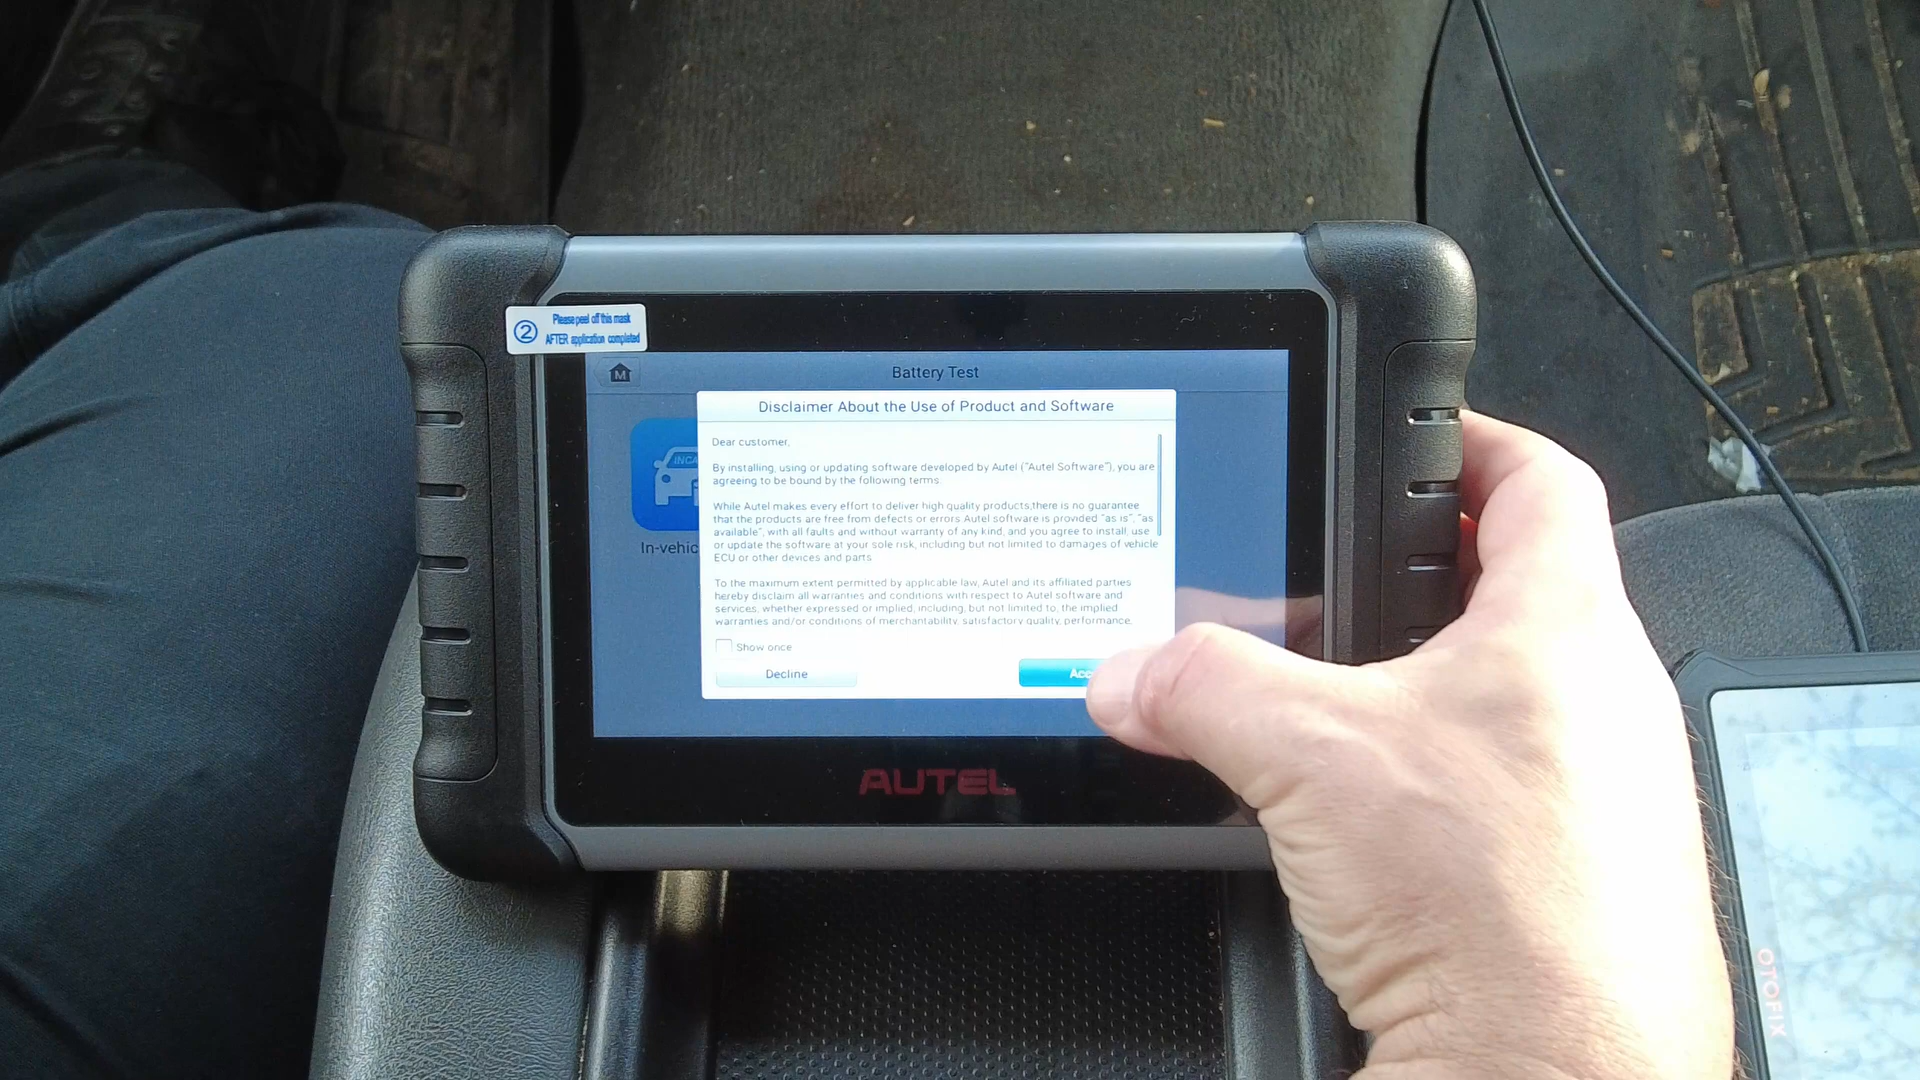 ② Please peel off this mask
AFTER application completed
M
Battery Test
Disclaimer About the Use of Product and Software
Dear customer,
By installing, using or updating software developed by Autel ("Autel Software"), you are
agreeing to be bound by the following terms.
While Autel makes every effort to deliver high quality products,there is no guarantee
that the products are free from defects or errors.Autel software is provided "as is", "as
available", with all faults and without warranty of any kind, and you agree to install, use
or update the software at your sole risk, including but not limited to damages of vehicle
ECU or other devices and parts.
To the maximum extent permitted by applicable law, Autel and its affiliated parties
hereby disclaim all warranties and conditions with respect to Autel software and
services, whether expressed or implied, including, but not limited to, the implied
warranties and/or conditions of merchantability, satisfactory quality, performance,
Show once
Decline
Acc
INCA
In-vehic
AUTEL
OTOFIX